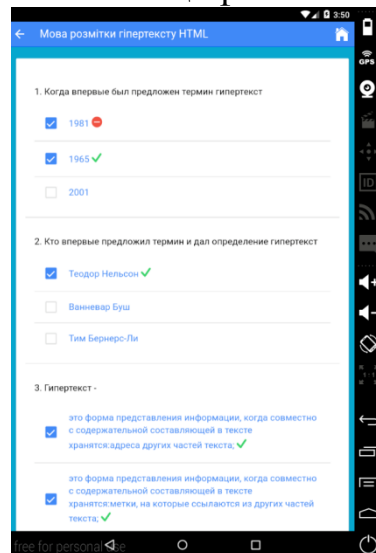 3:50
Мова розмітки гіпертексту HTML
GPS
1. Когда впервые был предложен термин гипертекст
1981
1965
ID
2001
2. Кто впервые предложил термин и дал определение гипертекст
Теодор Нельсон
Ванневар Буш
Тим Бернерс-Ли
3. Гипертекст -
это форма представления информации, когда совместно
с содержательной составляющей в тексте
хранятся:адреса других частей текста;
это форма представления информации, когда совместно
с содержательной составляющей в тексте
хранятся:метки, на которые ссылаются из других частей
текста;
free for personal use